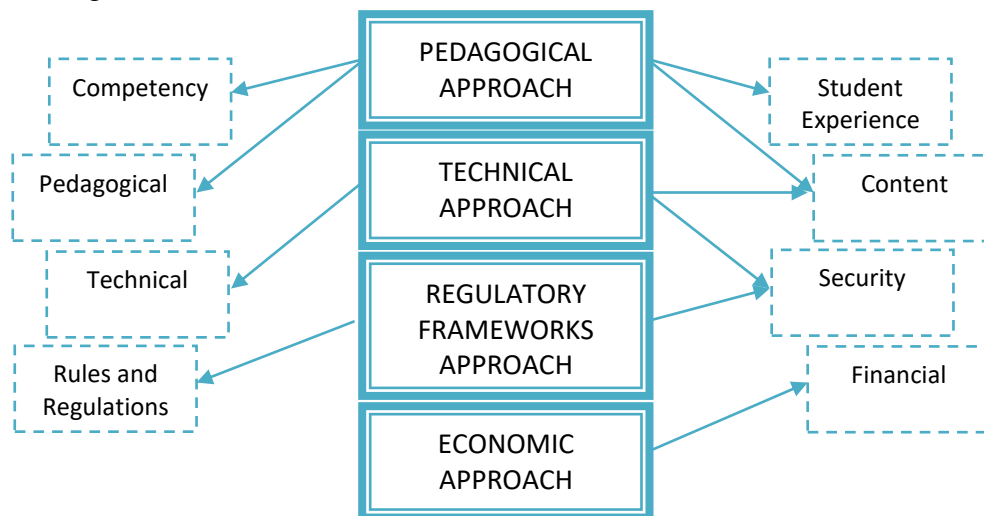 PEDAGOGICAL
APPROACH
Competency
Student
Experience
Pedagogical
TECHNICAL
APPROACH
Content
Technical
REGULATORY
FRAMEWORKS
APPROACH
Security
Rules and
Regulations
Financial
ECONOMIC
APPROACH